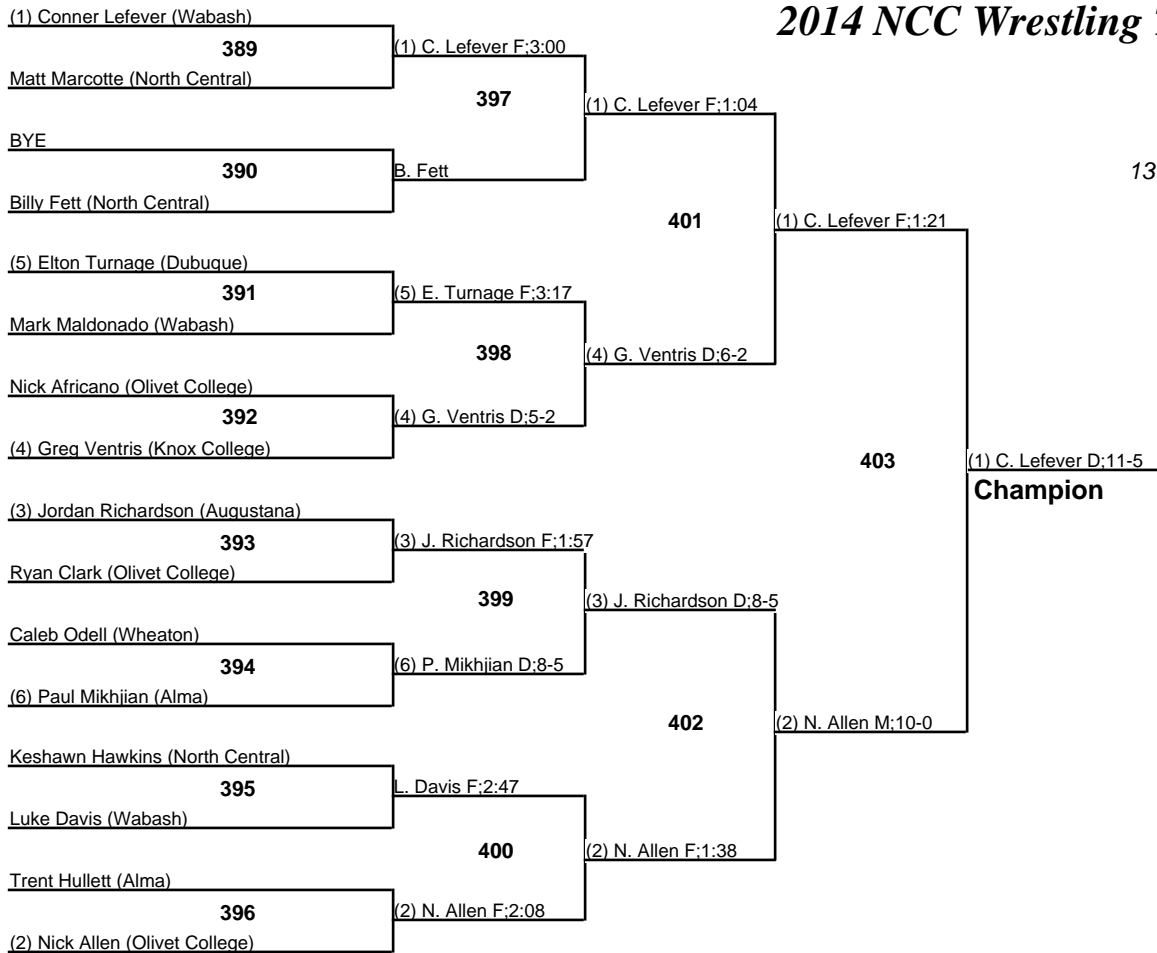 2014 NCC Wrestling
13
(1) Conner Lefever (Wabash)
389
Matt Marcotte (North Central)
BYE
390
Billy Fett (North Central)
(5) Elton Turnage (Dubuque)
391
Mark Maldonado (Wabash)
Nick Africano (Olivet College)
392
(4) Greg Ventris (Knox College)
(3) Jordan Richardson (Augustana)
393
Ryan Clark (Olivet College)
Caleb Odell (Wheaton)
394
(6) Paul Mikhjian (Alma)
Keshawn Hawkins (North Central)
395
Luke Davis (Wabash)
Trent Hullett (Alma)
396
(2) Nick Allen (Olivet College)
(1) C. Lefever F;3:00
397
B. Fett
(5) E. Turnage F;3:17
398
(4) G. Ventris D;5-2
(3) J. Richardson F;1:57
399
(6) P. Mikhjian D;8-5
L. Davis F;2:47
400
(2) N. Allen F;2:08
(1) C. Lefever F;1:04
401
(4) G. Ventris D;6-2
(3) J. Richardson D;8-5
402
(2) N. Allen F;1:38
(1) C. Lefever F;1:21
403
(2) N. Allen M;10-0
(1) C. Lefever D;11-5
Champion